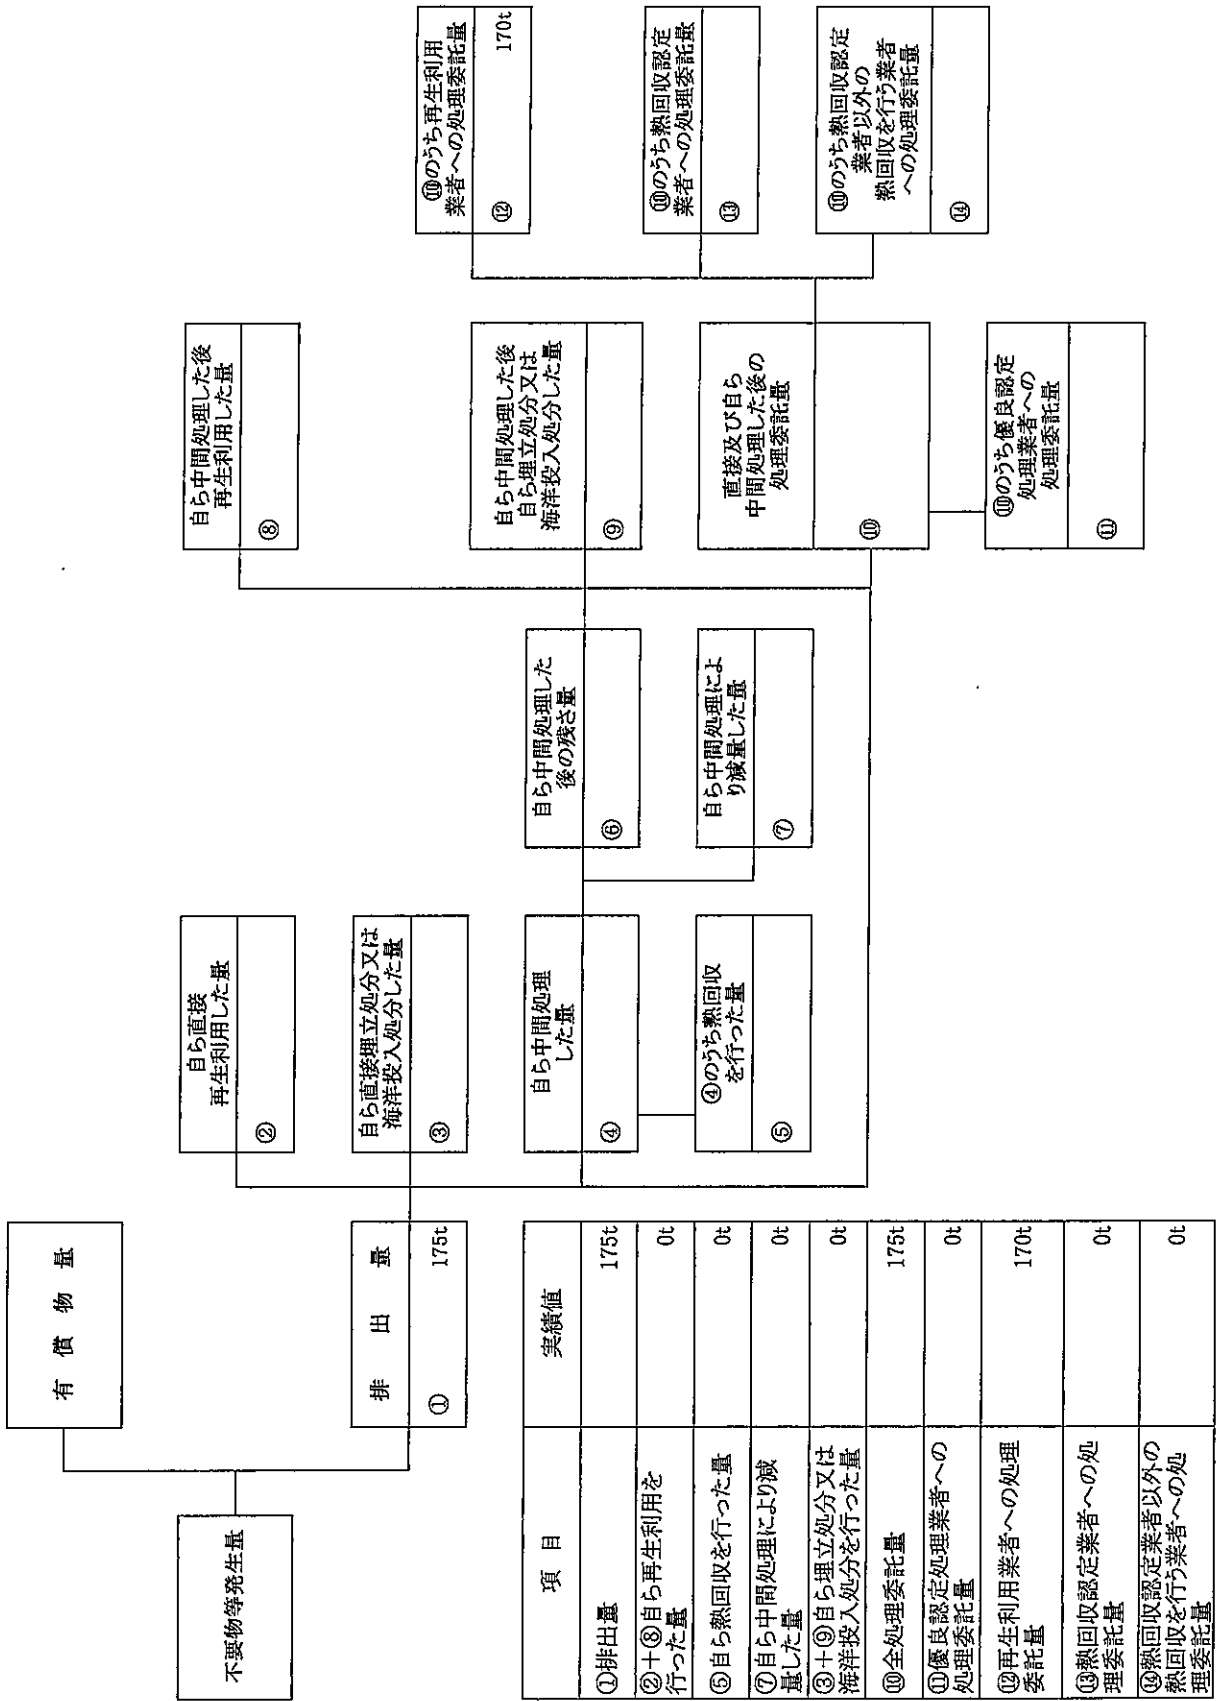 不要物等発生量
有 償 物 量
排 出 量
① 175t
自ら直接
再生利用した量
②
自ら直接埋立処分又は
海洋投入処分した量
③
自ら中間処理
した量
④
④のうち熱回収
を行った量
⑤
自ら中間処理した
後の残さ量
⑥
自ら中間処理によ
り減量した量
⑦
自ら中間処理した後
再生利用した量
⑧
自ら中間処理した後
自ら埋立処分又は
海洋投入処分した量
⑨
直接及び自ら
中間処理した後の
処理委託量
⑩
⑩のうち優良認定
処理業者への
処理委託量
⑪
⑩のうち再生利用
業者への処理委託量
⑫ 170t
⑩のうち熱回収認定
業者への処理委託量
⑬
⑩のうち熱回収認定
業者以外の
熱回収を行う業者
への処理委託量
⑭
項 目 実績値
①排出量 175t
②+⑧自ら再生利用を
行った量 0t
⑤自ら熱回収を行った量 0t
⑦自ら中間処理により減
量した量 0t
③+⑨自ら埋立処分又は
海洋投入処分を行った量 0t
⑩全処理委託量 175t
⑪優良認定処理業者への
処理委託量 0t
⑫再生利用業者への処理
委託量 170t
⑬熱回収認定業者への処
理委託量 0t
⑭熱回収認定業者以外の
熱回収を行う業者への処
理委託量 0t